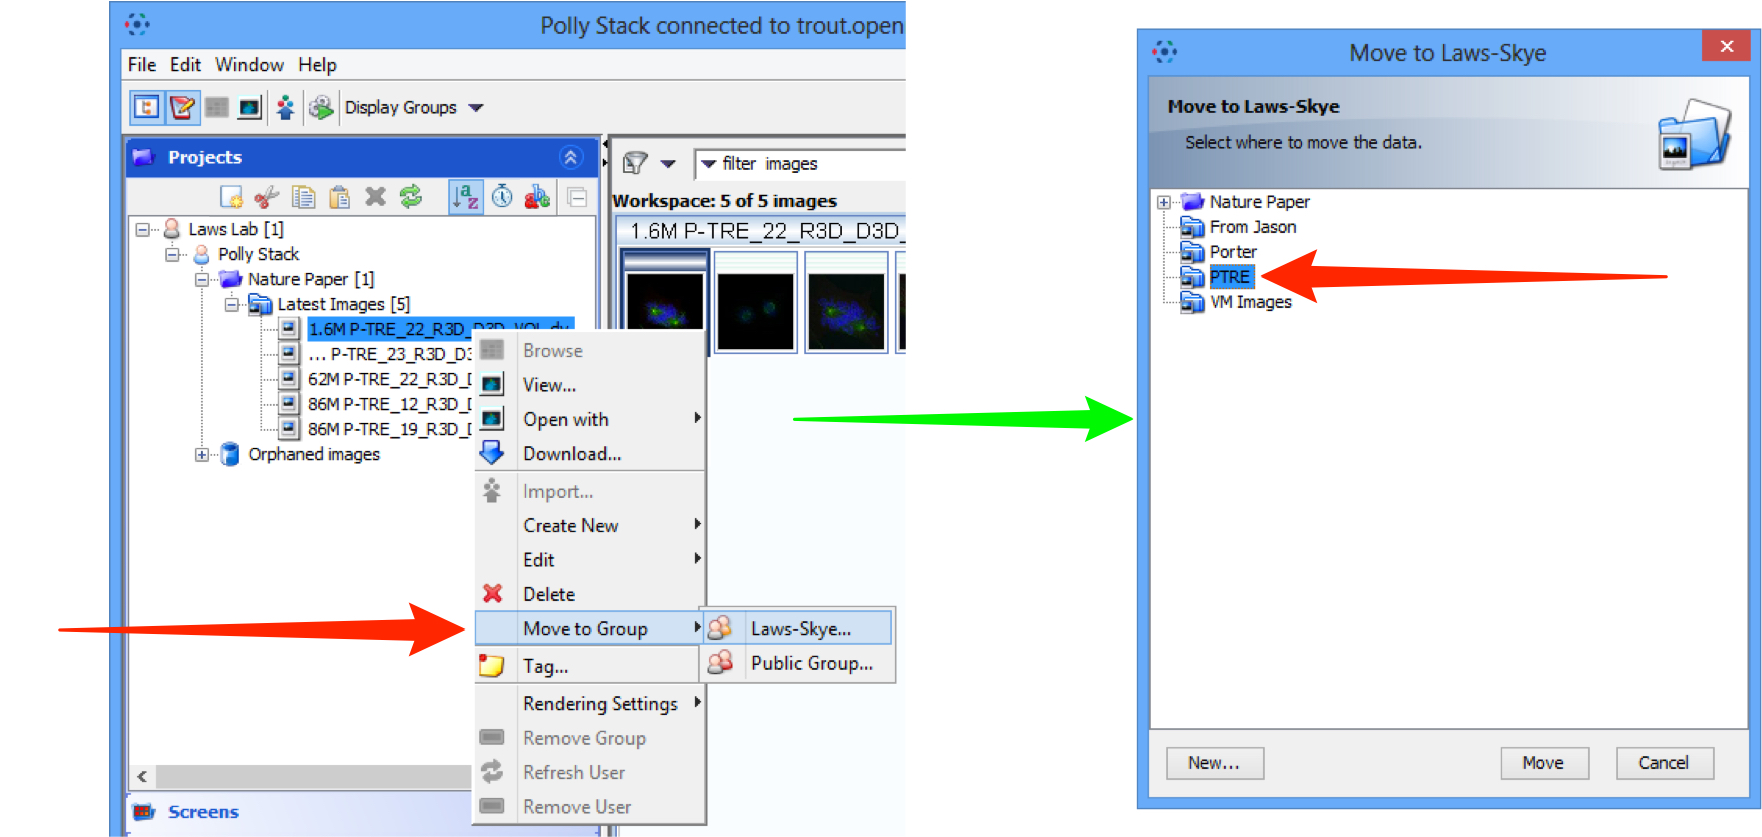 Polly Stack connected to trout.open
File Edit Window Help
Display Groups
Projects
filter images
Workspace: 5 of 5 images
1.6M P-TRE_22_R3D_D3D_
Laws Lab [1]
Polly Stack
Nature Paper [1]
Latest Images [5]
1.6M P-TRE_22_R3D_D3D_VOL.dv
... P-TRE_23_R3D_D3
62M P-TRE_22_R3D_D
86M P-TRE_12_R3D_D
86M P-TRE_19_R3D_D
Orphaned images
Browse
View...
Open with
Download...
Import...
Create New
Edit
Delete
Move to Group
Laws-Skye...
Tag...
Public Group...
Rendering Settings
Remove Group
Refresh User
Remove User
Screens
Move to Laws-Skye
Move to Laws-Skye
Select where to move the data.
Nature Paper
From Jason
Porter
PTRE
VM Images
New...
Move
Cancel